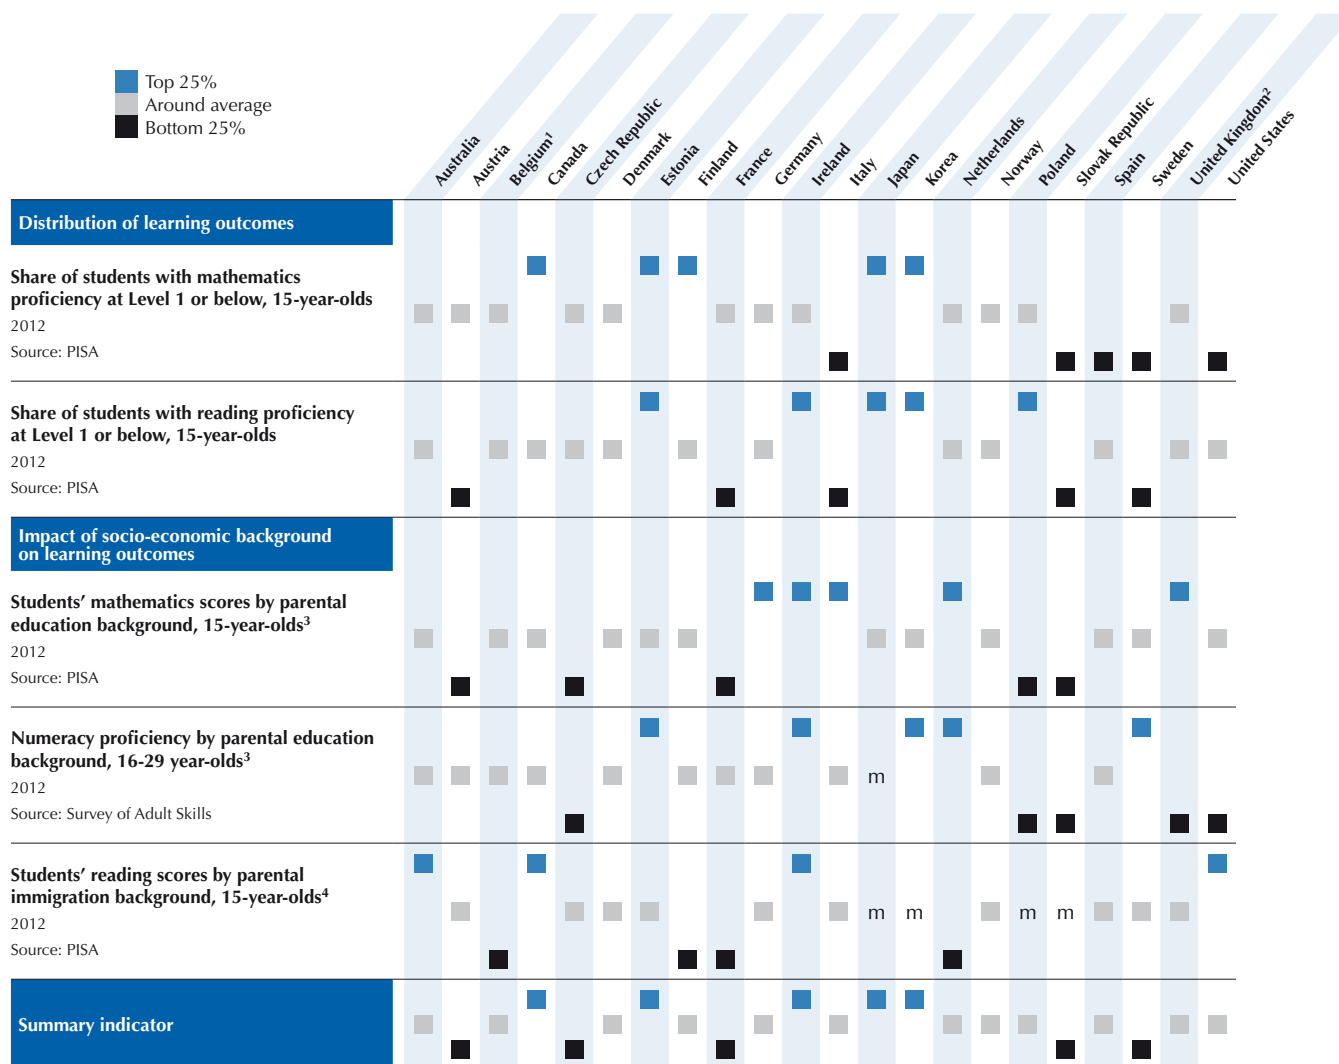 Top 25%
Around average
Bottom 25%
Australia
Austria
Belgium¹
Canada
Czech Republic
Denmark
Estonia
Finland
France
Germany
Ireland
Italy
Japan
Korea
Netherlands
Norway
Poland
Slovak Republic
Spain
Sweden
United Kingdom²
United States
Distribution of learning outcomes
Share of students with mathematics
proficiency at Level 1 or below, 15-year-olds
2012
Source: PISA
Share of students with reading proficiency
at Level 1 or below, 15-year-olds
2012
Source: PISA
Impact of socio-economic background
on learning outcomes
Students’ mathematics scores by parental
education background, 15-year-olds³
2012
Source: PISA
Numeracy proficiency by parental education
background, 16-29 year-olds³
2012
m
Source: Survey of Adult Skills
Students’ reading scores by parental
immigration background, 15-year-olds⁴
2012
m m m m
Source: PISA
Summary indicator